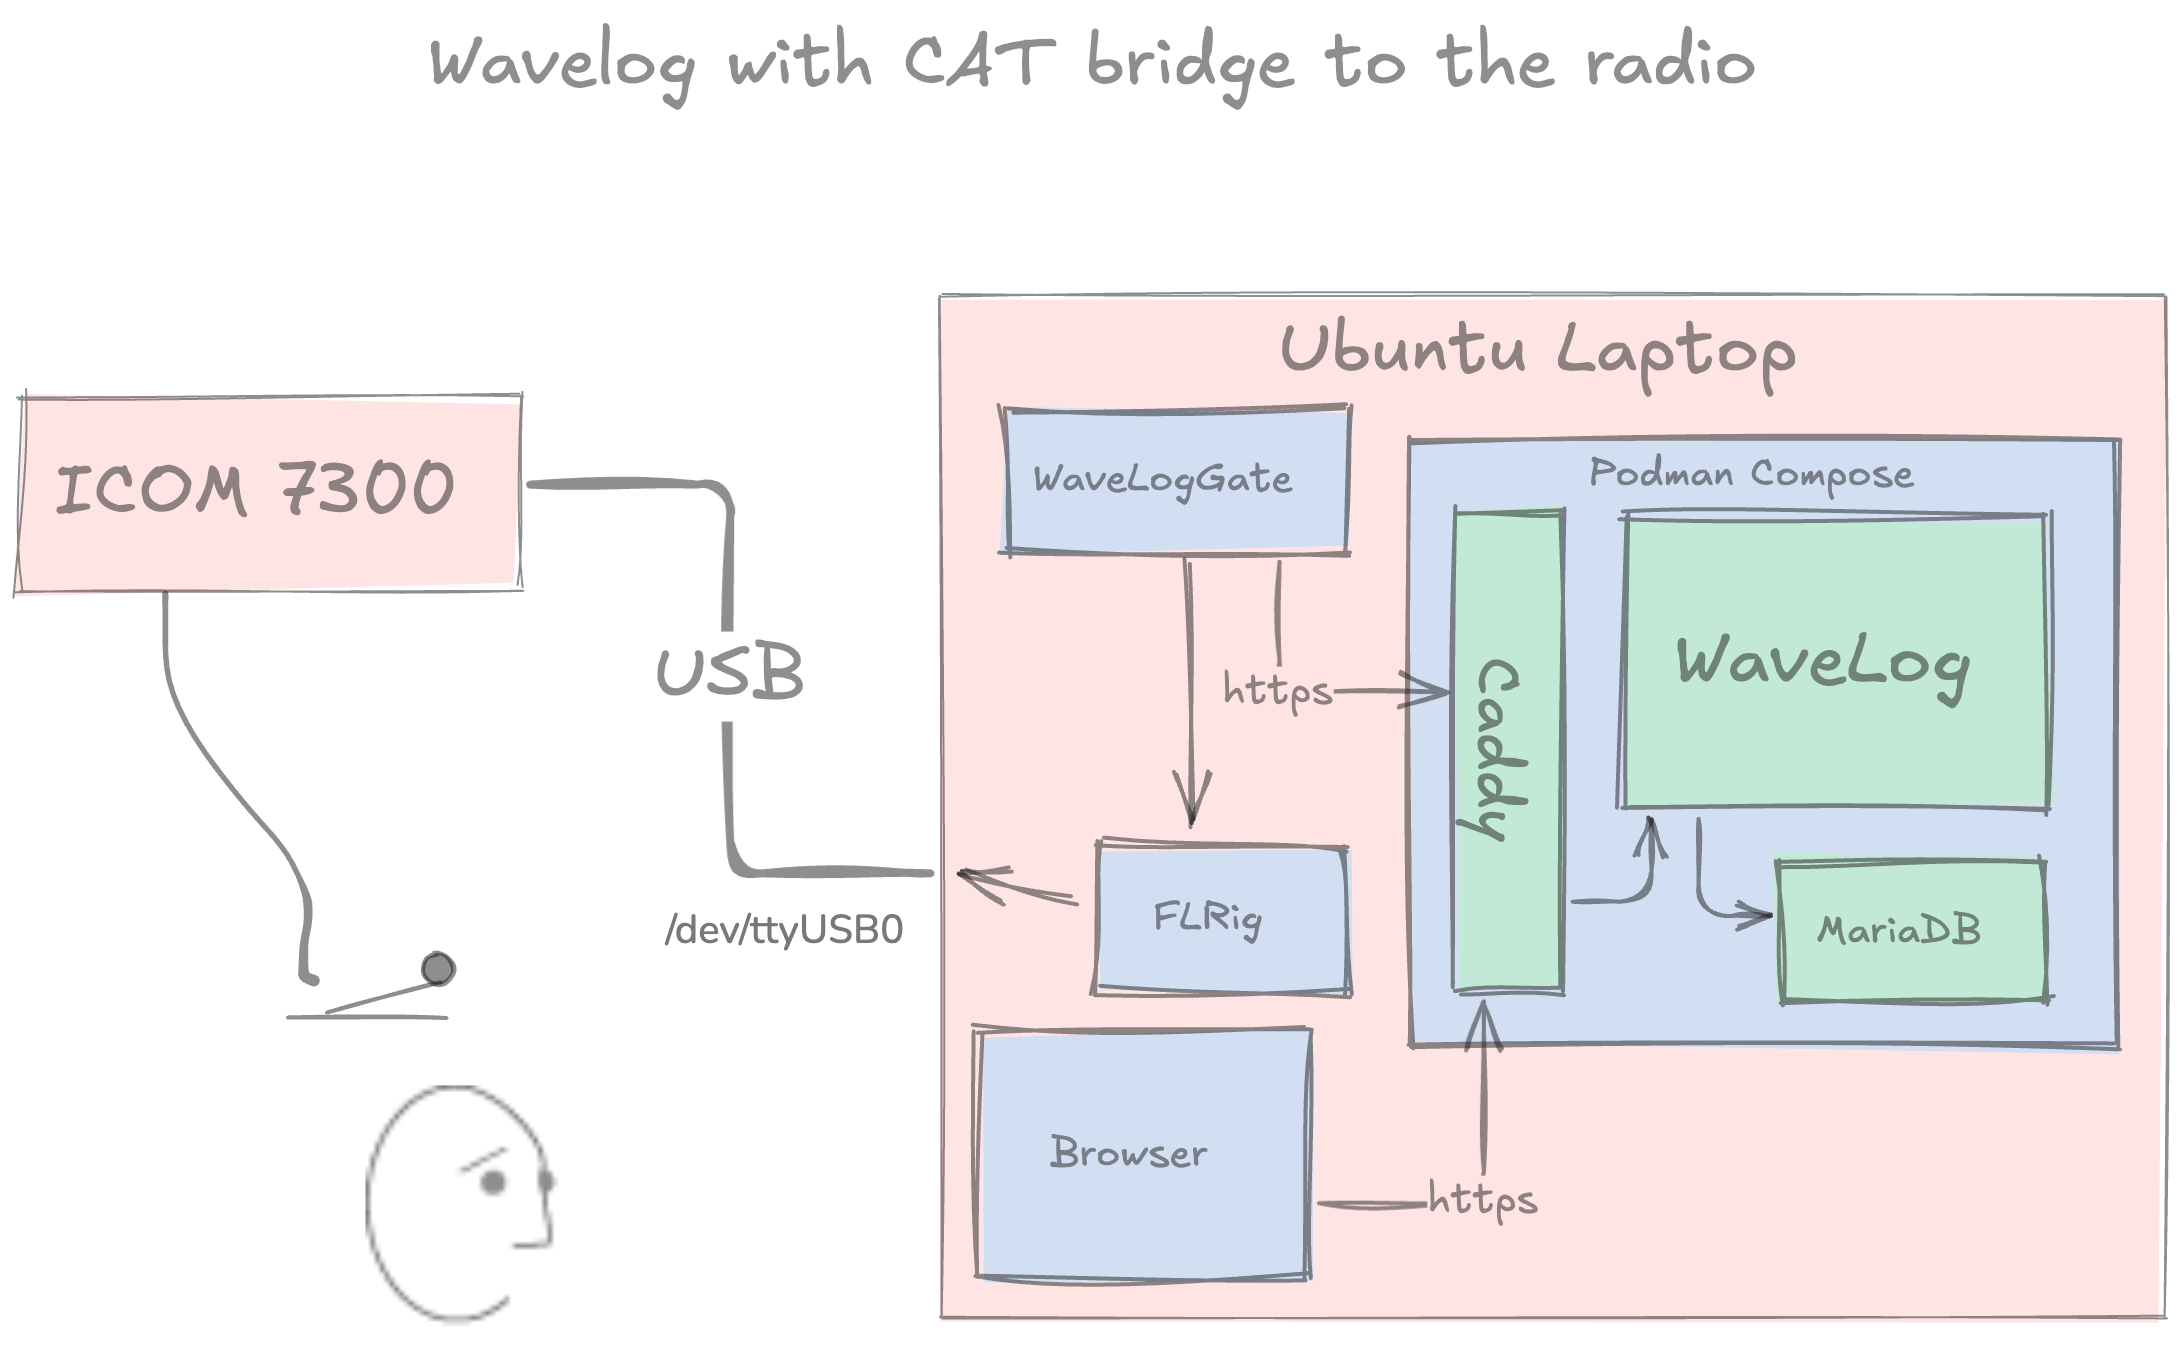 Wavelog with CAT bridge to the radio
Ubuntu Laptop
ICOM 7300
USB
/dev/ttyUSB0
WaveLogGate
https
FLRig
Browser
https
Podman Compose
Caddy
WaveLog
MariaDB